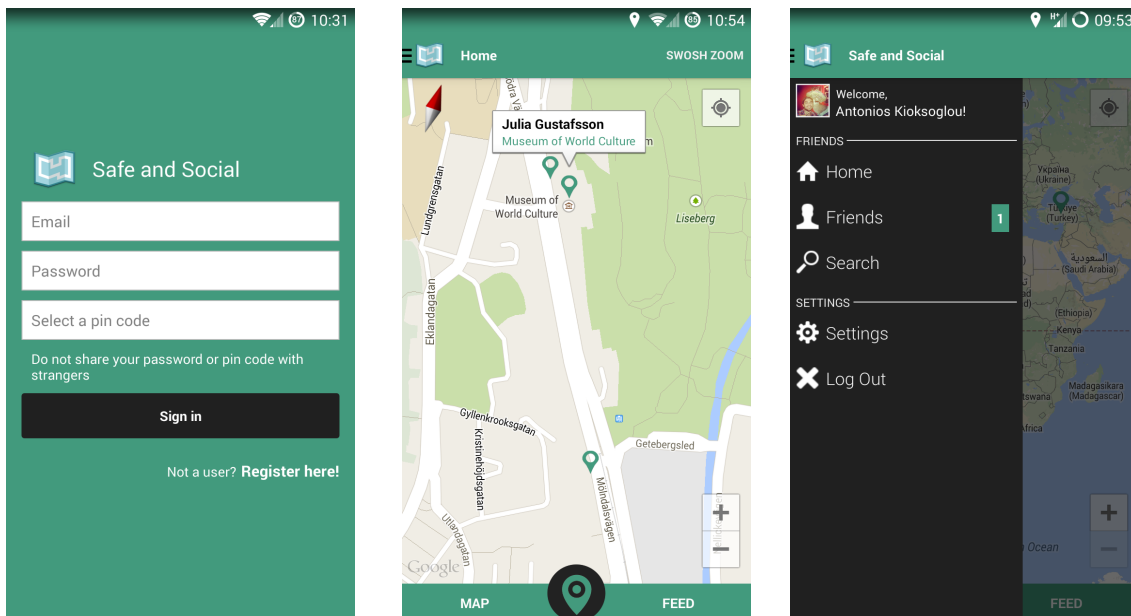 87 10:31
Safe and Social
Email
Password
Select a pin code
Do not share your password or pin code with
strangers
Sign in
Not a user? Register here!
85 10:54
Home
SWOSH ZOOM
Julia Gustafsson
Museum of World Culture
Lundgrensgatan
Museum of
World Culture
Liseberg
Eklandagatan
Gyllenkrooksgatan
Kristinehöjdsgatan
Getebergsled
Mölndalsvägen
Utlandagatan
Google
MAP
FEED
H+ 09:53
Safe and Social
Welcome,
Antonios Kioksoglou!
FRIENDS
Home
Friends
1
Search
SETTINGS
Settings
Log Out
Україна
(Ukraine)
Türkiye
(Turkey)
السعودية
(Saudi Arabia)
(Ethiopia)
Kenya
Tanzania
Madagasikara
(Madagascar)
Ocean
FEED